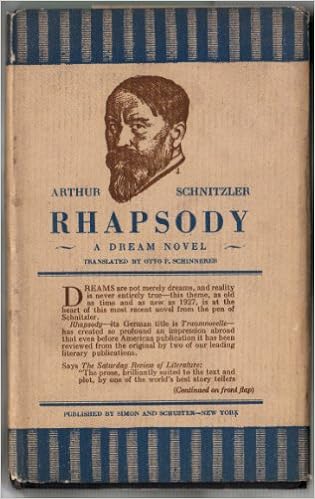 ARTHUR SCHNITZLER
RHAPSODY
~ A DREAM NOVEL ~
TRANSLATED BY OTTO P. SCHINNERER
DREAMS are not merely dreams, and reality
is never entirely true—this theme, as old
as time and as new as 1927, is at the
heart of this most recent novel from the pen of
Schnitzler.
Rhapsody—its German title is Traumnovelle—
has created so profound an impression abroad
that even before American publication it has been
reviewed from the original by two of our leading
literary publications.
Says The Saturday Review of Literature:
"The prose, brilliantly suited to the text and
plot, by one of the world's best story tellers
(Continued on front flap)
PUBLISHED BY SIMON AND SCHUSTER—NEW YORK